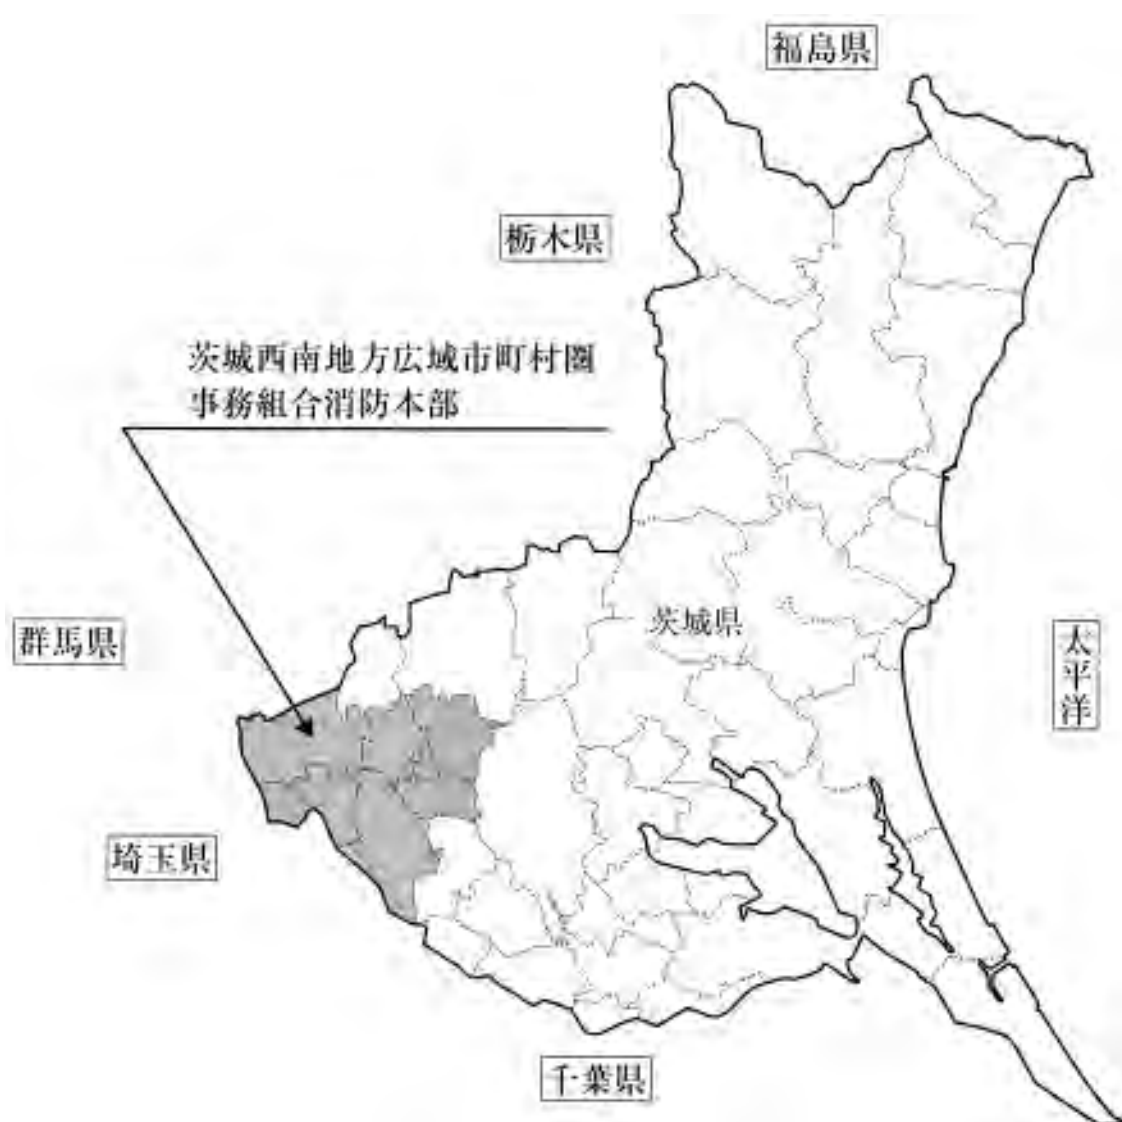 福島県
栃木県
茨城西南地方広域市町村圏
事務組合消防本部
群馬県
茨城県
太平洋
埼玉県
千葉県